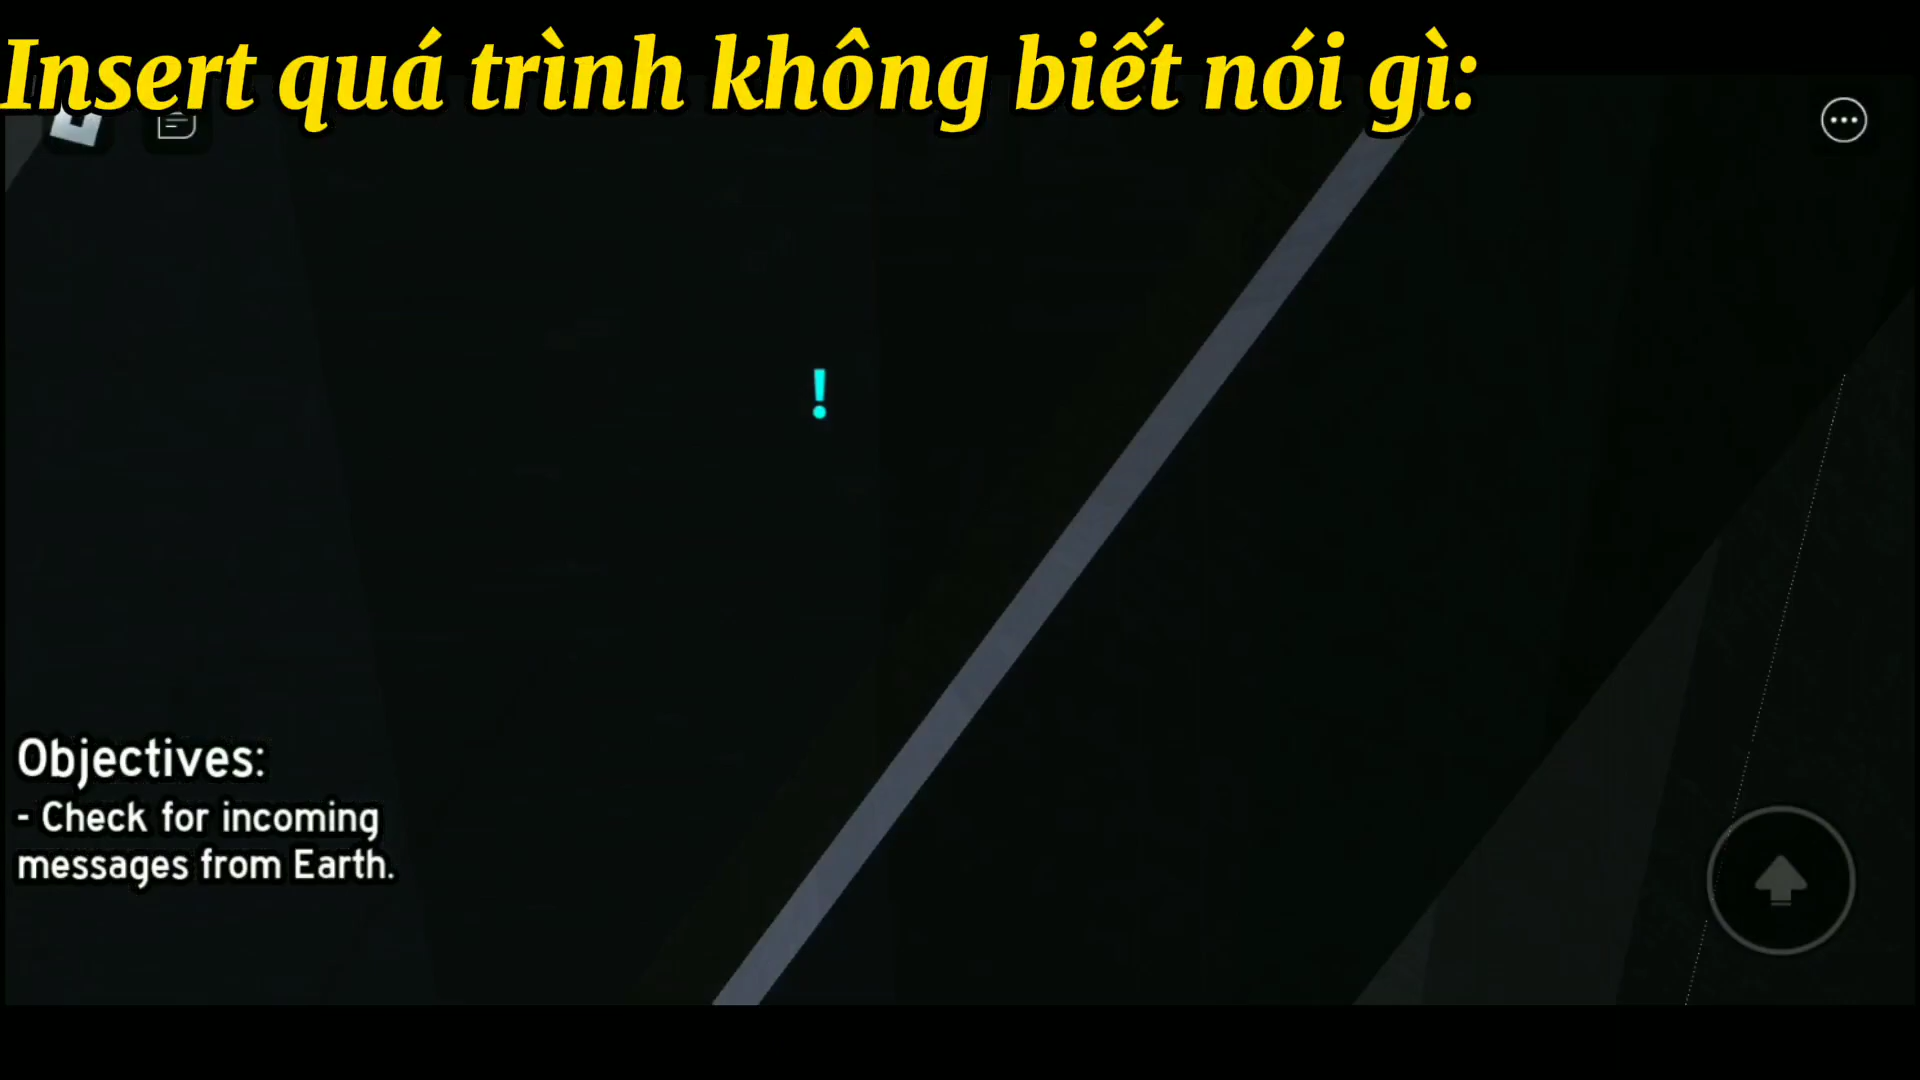 Insert quá trình không biết nói gì:
!
Objectives:
- Check for incoming
messages from Earth.